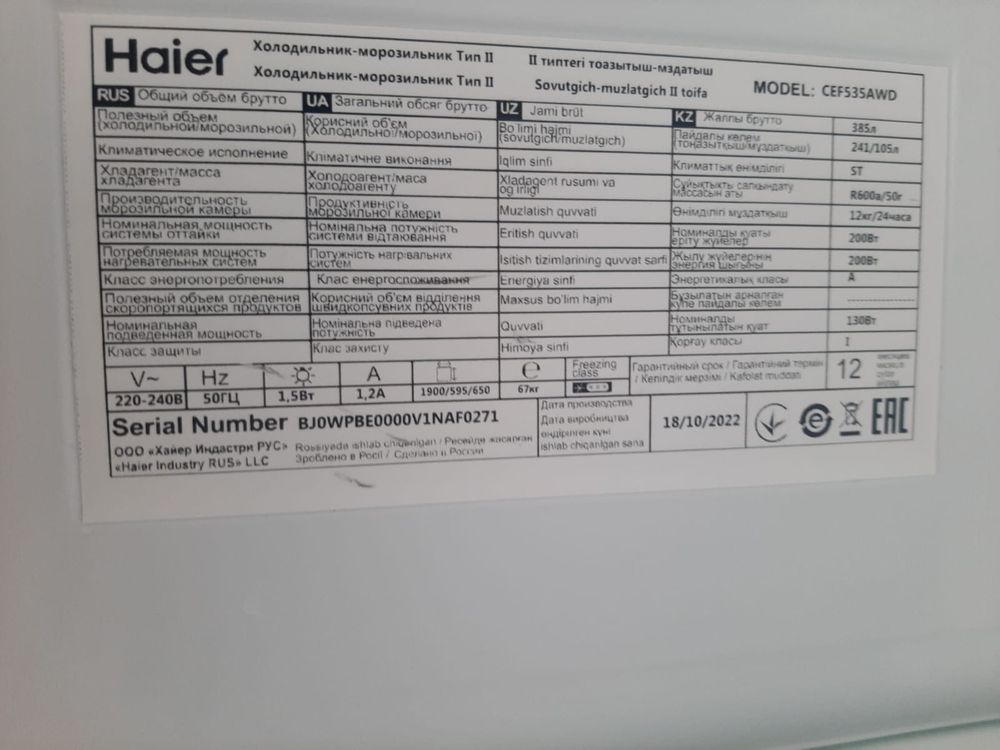 Haier Холодильник-морозильник Тип II II типтегі тоазытыш-мздатыш
Холодильник-морозильник Тип II Sovutgich-muzlatgich II toifa MODEL: CEF535AWD
RUS Общий объем брутто UA Загальний обсяг брутто UZ Jami brüt KZ Жалпы брутто 385л
Полезный объем (холодильной/морозильной) Корисний об'єм (Холодильної/морозильної) Bo limi hajmi (sovutgich/muzlatgich) Пайдалы көлем (тоңазытқыш/мұздатқыш) 241/105л
Климатическое исполнение Кліматичне виконання Iqlim sinfi Климаттық өнімділігі ST
Хладагент/масса хладагента Холодоагент/маса холодоагенту Xladagent rusumi va og irligi Сұйықтықты салқындату массасын аты R600a/50г
Производительность морозильной камеры Продуктивність морозильної камери Muzlatish quvvati Өнімділігі мұздатқыш 12кг/24часа
Номинальная мощность системы оттайки Номінальна потужність системи відтаювання Eritish quvvati Номиналды қуаты еріту жүйелер 200Вт
Потребляемая мощность нагревательных систем Потужність нагрівальних систем Isitish tizimlarining quvvat sarfi Жылу жүйелерінің энергия шығыны 200Вт
Класс энергопотребления Клас енергоспоживання Energiya sinfi Энергетикалық класы A
Полезный объем отделения скоропортящихся продуктов Корисний об'єм відділення швидкопсувних продуктів Maxsus bo'lim hajmi Бұзылатын арналған күпе пайдалы көлем ---------------
Номинальная подведенная мощность Номінальна підведена потужність Quvvati Номиналды тұтынылатын қуат 130Вт
Класс защиты Клас захисту Himoya sinfi Қорғау класы I
V~ Hz A e Freezing class Гарантийный срок / Гарантійний термін / Кепілдік мерзімі / Kafolat muddati 12
220-240В 50ГЦ 1,5Вт 1,2А 1900/595/650 67кг
Serial Number BJ0WPBE0000V1NAF0271 Дата производства
Дата виробництва
өндірілген күні
ishlab chiqanlgan sana 18/10/2022 EAC
ООО «Хайер Индастри РУС» Rossiyada ishlab chiqarilgan / Ресейде жасалған
«Haier Industry RUS» LLC Зроблено в Росії / Сделано в России